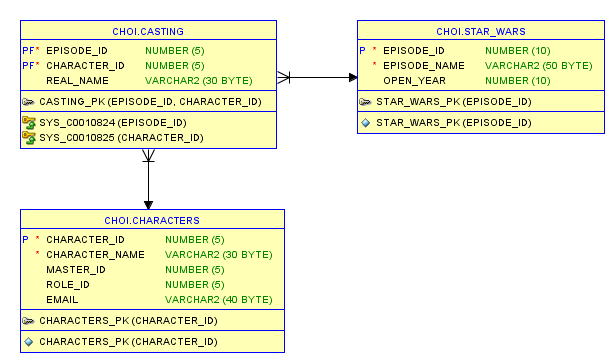 CHOI.CASTING
PF* EPISODE_ID NUMBER (5)
PF* CHARACTER_ID NUMBER (5)
REAL_NAME VARCHAR2 (30 BYTE)
CASTING_PK (EPISODE_ID, CHARACTER_ID)
SYS_C0010824 (EPISODE_ID)
SYS_C0010825 (CHARACTER_ID)
CHOI.STAR_WARS
P * EPISODE_ID NUMBER (10)
* EPISODE_NAME VARCHAR2 (50 BYTE)
OPEN_YEAR NUMBER (10)
STAR_WARS_PK (EPISODE_ID)
STAR_WARS_PK (EPISODE_ID)
CHOI.CHARACTERS
P * CHARACTER_ID NUMBER (5)
* CHARACTER_NAME VARCHAR2 (30 BYTE)
MASTER_ID NUMBER (5)
ROLE_ID NUMBER (5)
EMAIL VARCHAR2 (40 BYTE)
CHARACTERS_PK (CHARACTER_ID)
CHARACTERS_PK (CHARACTER_ID)